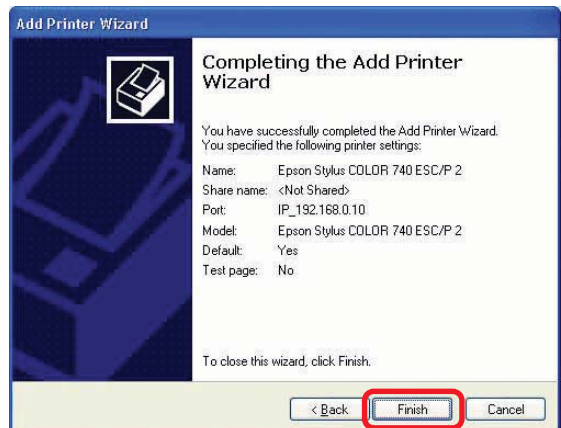 Add Printer Wizard
Completing the Add Printer
Wizard
You have successfully completed the Add Printer Wizard.
You specified the following printer settings:
Name: Epson Stylus COLOR 740 ESC/P 2
Share name: <Not Shared>
Port: IP_192.168.0.10
Model: Epson Stylus COLOR 740 ESC/P 2
Default: Yes
Test page: No
To close this wizard, click Finish.
< Back Finish Cancel